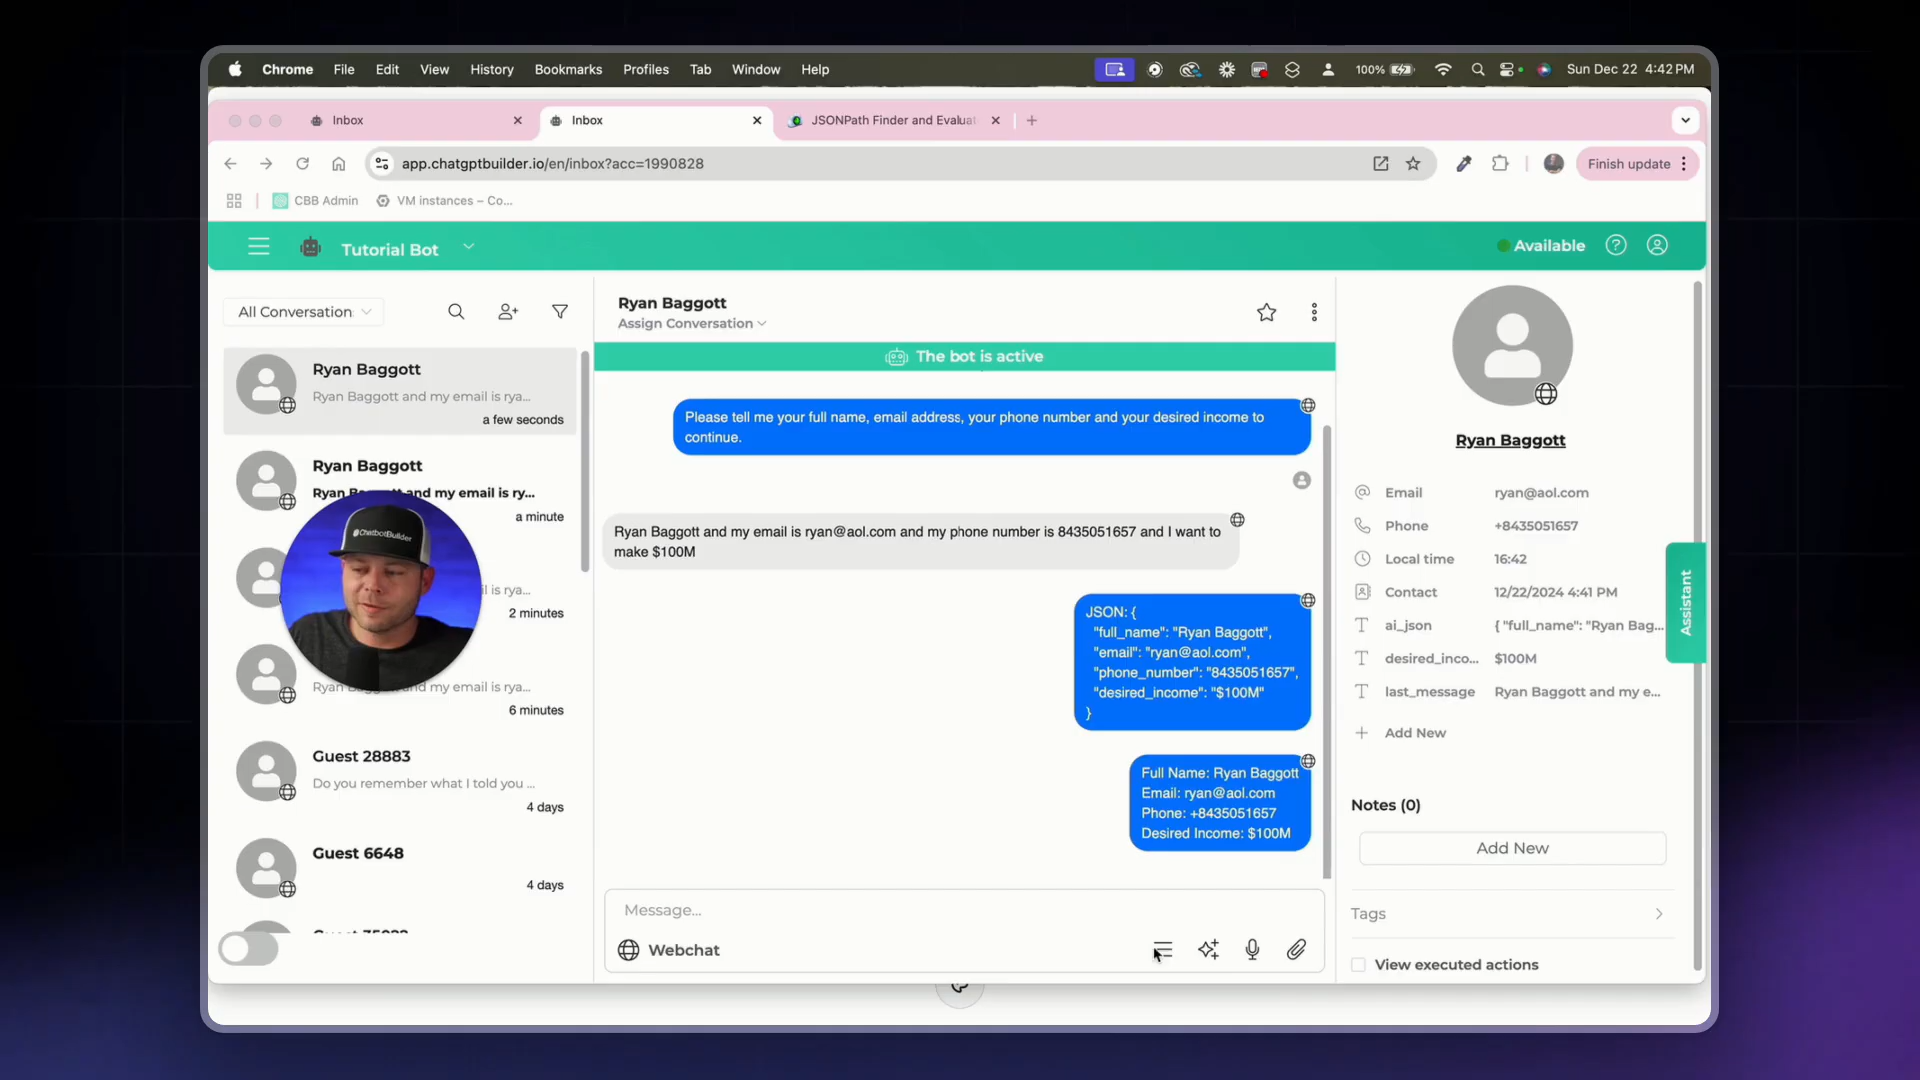 Chrome File Edit View History Bookmarks Profiles Tab Window Help 100% Sun Dec 22 4:42 PM
Inbox Inbox JSONPath Finder and Evaluat
app.chatgptbuilder.io/en/inbox?acc=1990828 Finish update
CBB Admin VM instances – Co...
Tutorial Bot Available
All Conversation
Ryan Baggott
Ryan Baggott and my email is rya...
a few seconds
Ryan Baggott
and my email is ry...
a minute
il is rya...
2 minutes
#ChatbotBuilder
and my email is rya...
6 minutes
Guest 28883
Do you remember what I told you ...
4 days
Guest 6648
4 days
Ryan Baggott
Assign Conversation
The bot is active
Please tell me your full name, email address, your phone number and your desired income to
continue.
Ryan Baggott and my email is ryan@aol.com and my phone number is 8435051657 and I want to
make $100M
JSON: {
"full_name": "Ryan Baggott",
"email": "ryan@aol.com",
"phone_number": "8435051657",
"desired_income": "$100M"
}
Full Name: Ryan Baggott
Email: ryan@aol.com
Phone: +8435051657
Desired Income: $100M
Message...
Webchat
Ryan Baggott
Email ryan@aol.com
Phone +8435051657
Local time 16:42
Contact 12/22/2024 4:41 PM
ai_json { "full_name": "Ryan Bag...
desired_inco... $100M
last_message Ryan Baggott and my e...
Add New
Assistant
Notes (0)
Add New
Tags
View executed actions